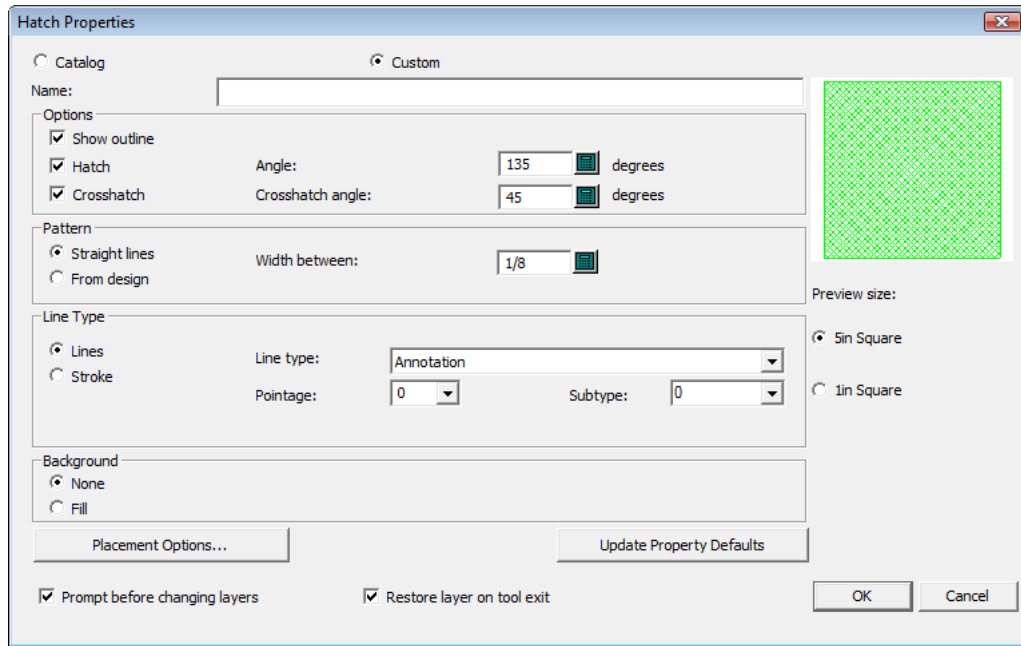 Hatch Properties
Catalog Custom
Name:
Options
Show outline
Hatch Angle: 135 degrees
Crosshatch Crosshatch angle: 45 degrees
Pattern
Straight lines Width between: 1/8
From design
Preview size:
Line Type
Lines Line type: Annotation 5in Square
Stroke Pointage: 0 Subtype: 0 1in Square
Background
None
Fill
Placement Options... Update Property Defaults
Prompt before changing layers Restore layer on tool exit OK Cancel